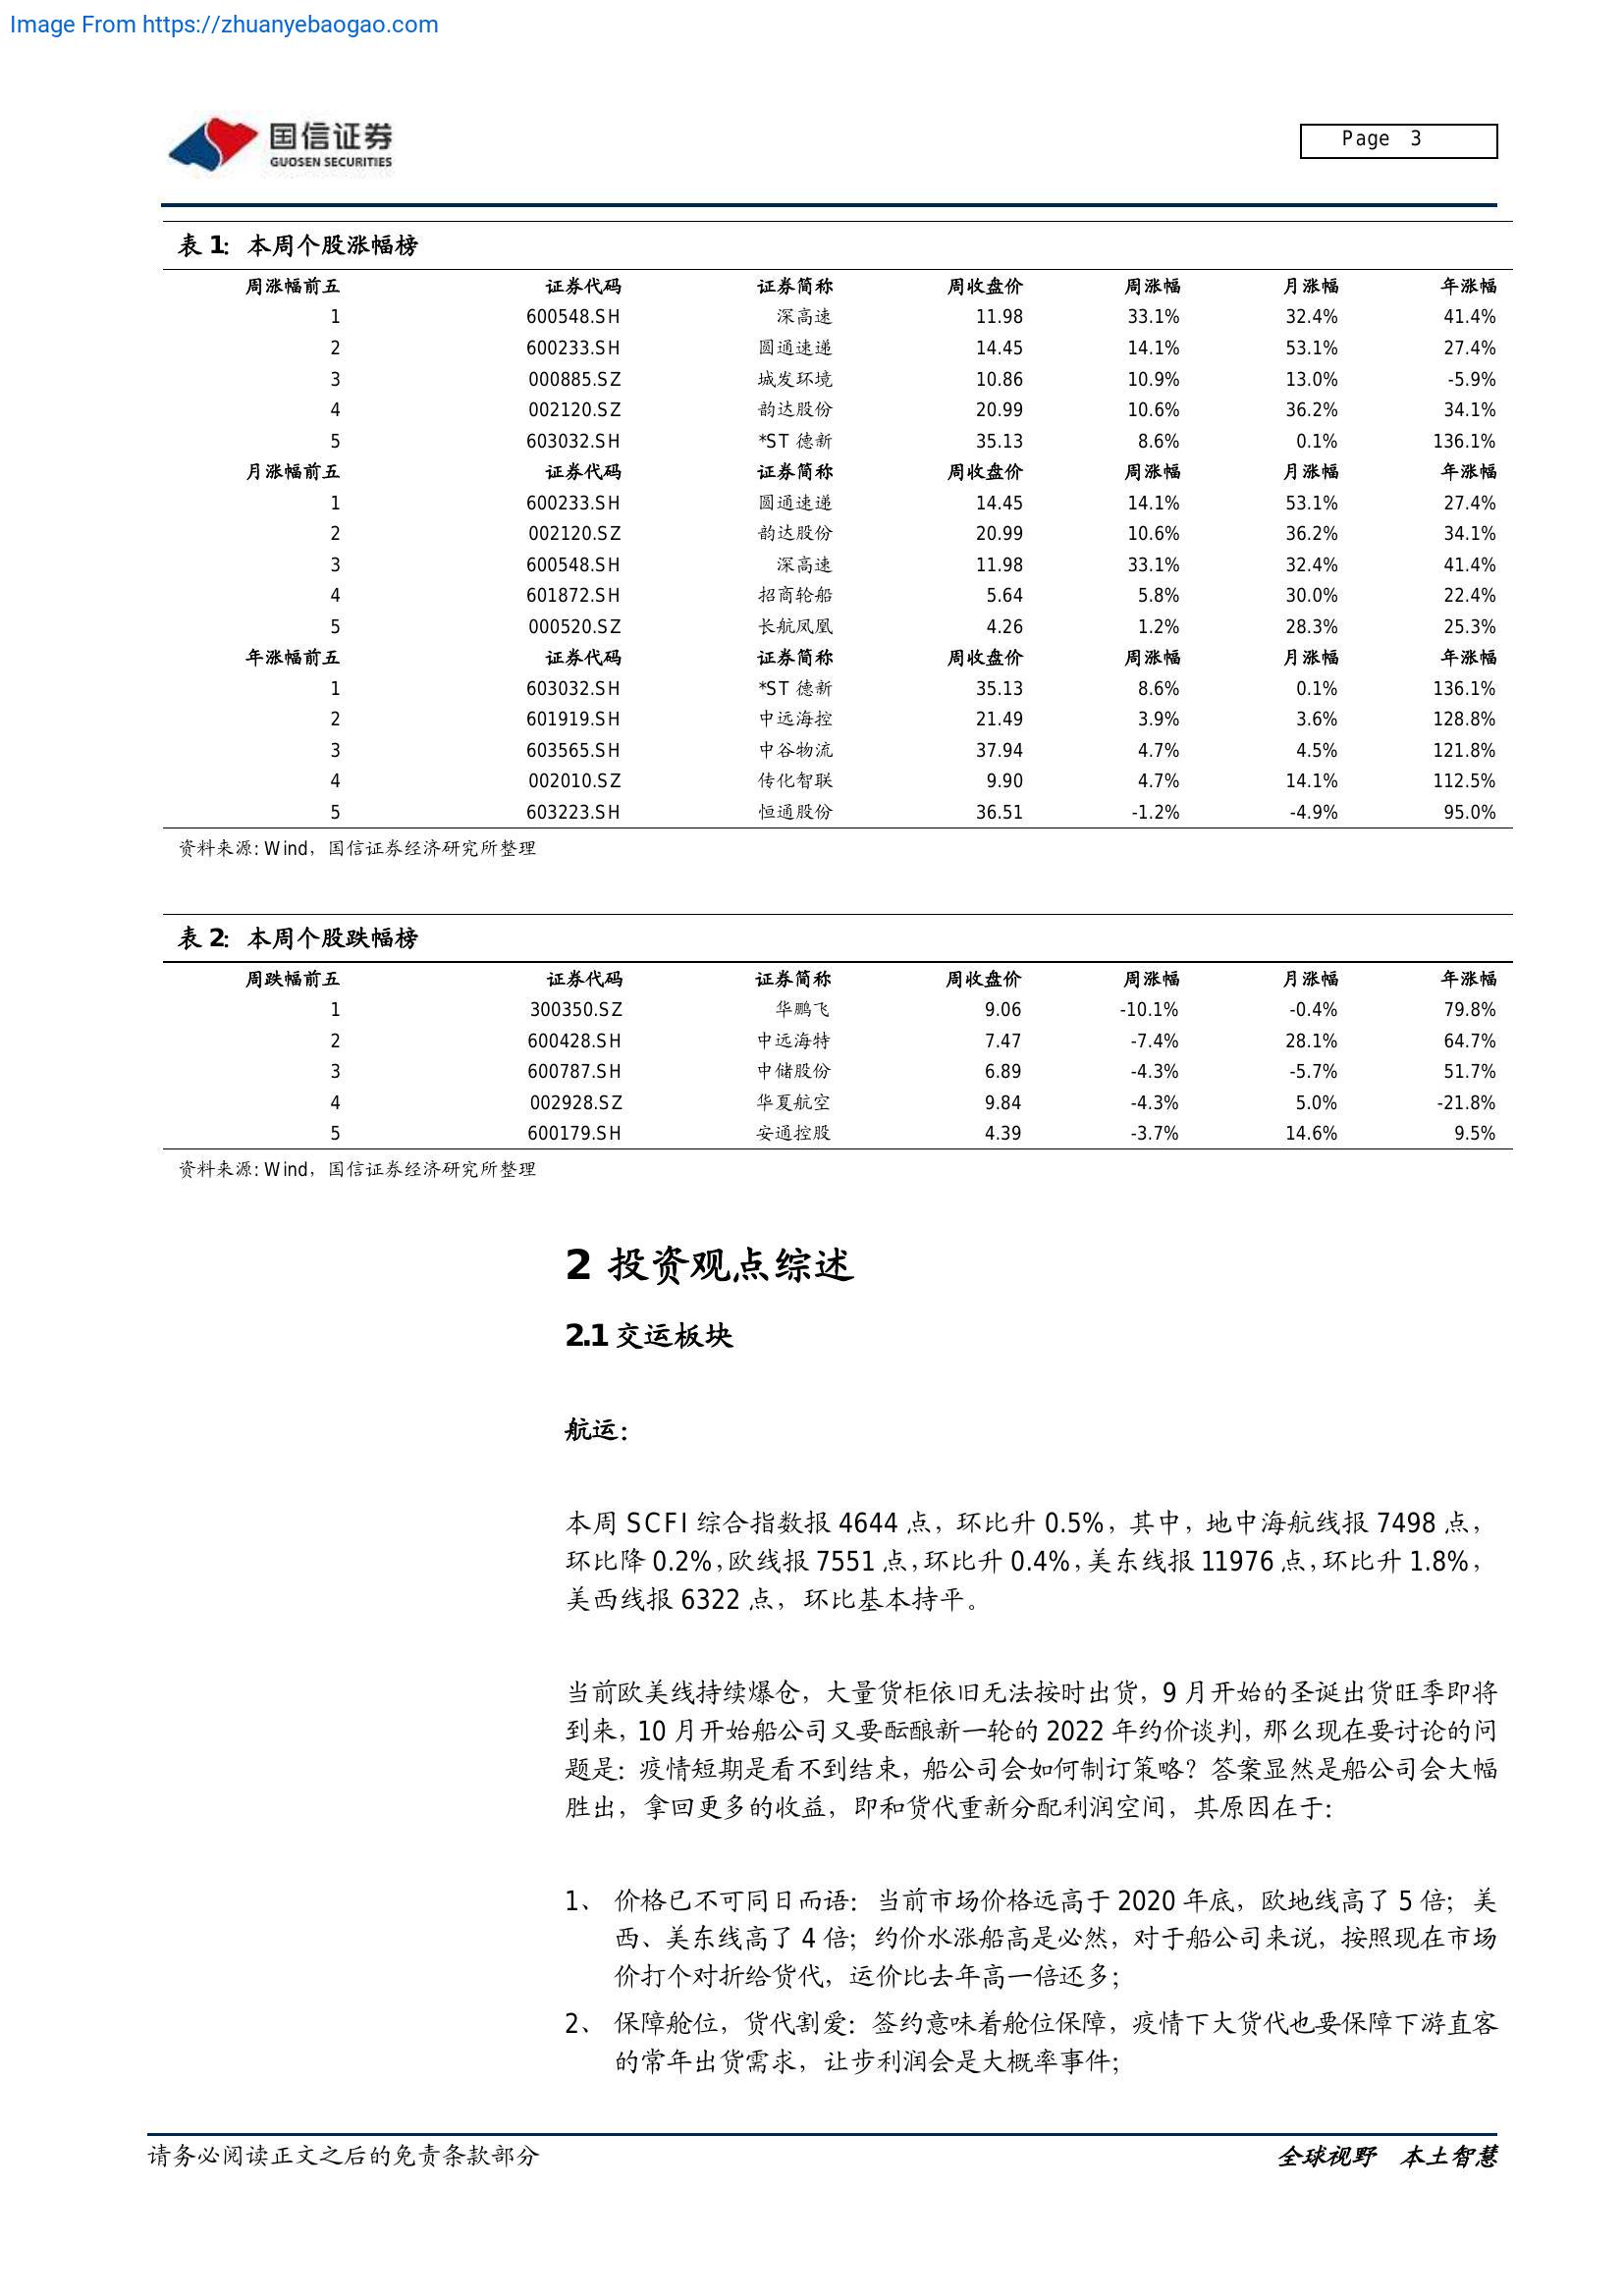 Image From https://zhuanyebaogao.com
国信证券
GUOSEN SECURITIES
Page 3
表 1：本周个股涨幅榜
周涨幅前五 证券代码 证券简称 周收盘价 周涨幅 月涨幅 年涨幅
1 600548.SH 深高速 11.98 33.1% 32.4% 41.4%
2 600233.SH 圆通速递 14.45 14.1% 53.1% 27.4%
3 000885.SZ 城发环境 10.86 10.9% 13.0% -5.9%
4 002120.SZ 韵达股份 20.99 10.6% 36.2% 34.1%
5 603032.SH *ST 德新 35.13 8.6% 0.1% 136.1%
月涨幅前五 证券代码 证券简称 周收盘价 周涨幅 月涨幅 年涨幅
1 600233.SH 圆通速递 14.45 14.1% 53.1% 27.4%
2 002120.SZ 韵达股份 20.99 10.6% 36.2% 34.1%
3 600548.SH 深高速 11.98 33.1% 32.4% 41.4%
4 601872.SH 招商轮船 5.64 5.8% 30.0% 22.4%
5 000520.SZ 长航凤凰 4.26 1.2% 28.3% 25.3%
年涨幅前五 证券代码 证券简称 周收盘价 周涨幅 月涨幅 年涨幅
1 603032.SH *ST 德新 35.13 8.6% 0.1% 136.1%
2 601919.SH 中远海控 21.49 3.9% 3.6% 128.8%
3 603565.SH 中谷物流 37.94 4.7% 4.5% 121.8%
4 002010.SZ 传化智联 9.90 4.7% 14.1% 112.5%
5 603223.SH 恒通股份 36.51 -1.2% -4.9% 95.0%
资料来源：Wind，国信证券经济研究所整理
表 2：本周个股跌幅榜
周跌幅前五 证券代码 证券简称 周收盘价 周涨幅 月涨幅 年涨幅
1 300350.SZ 华鹏飞 9.06 -10.1% -0.4% 79.8%
2 600428.SH 中远海特 7.47 -7.4% 28.1% 64.7%
3 600787.SH 中储股份 6.89 -4.3% -5.7% 51.7%
4 002928.SZ 华夏航空 9.84 -4.3% 5.0% -21.8%
5 600179.SH 安通控股 4.39 -3.7% 14.6% 9.5%
资料来源：Wind，国信证券经济研究所整理
2 投资观点综述
2.1 交运板块
航运：
本周 SCFI 综合指数报 4644 点，环比升 0.5%，其中，地中海航线报 7498 点，
环比降 0.2%，欧线报 7551 点，环比升 0.4%，美东线报 11976 点，环比升 1.8%，
美西线报 6322 点，环比基本持平。
当前欧美线持续爆仓，大量货柜依旧无法按时出货，9 月开始的圣诞出货旺季即将
到来，10 月开始船公司又要酝酿新一轮的 2022 年约价谈判，那么现在要讨论的问
题是：疫情短期是看不到结束，船公司会如何制订策略？答案显然是船公司会大幅
胜出，拿回更多的收益，即和货代重新分配利润空间，其原因在于：
1、 价格已不可同日而语：当前市场价格远高于 2020 年底，欧地线高了 5 倍；美
西、美东线高了 4 倍；约价水涨船高是必然，对于船公司来说，按照现在市场
价打个对折给货代，运价比去年高一倍还多；
2、 保障舱位，货代割爱：签约意味着舱位保障，疫情下大货代也要保障下游直客
的常年出货需求，让步利润会是大概率事件；
请务必阅读正文之后的免责条款部分
全球视野 本土智慧